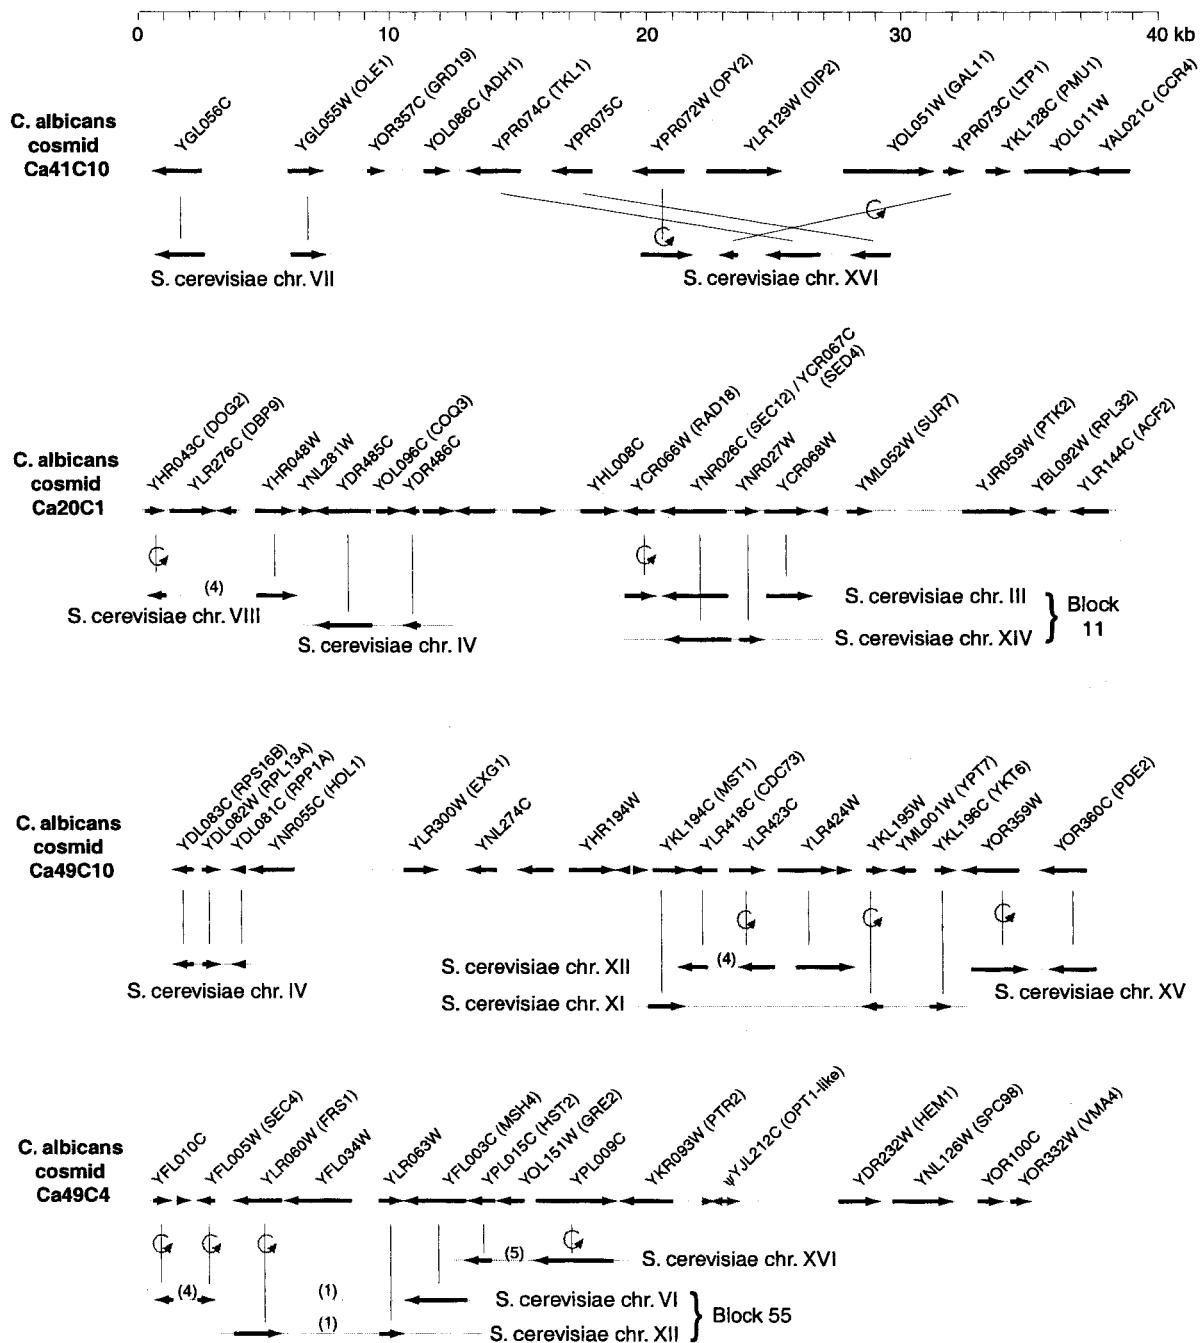 0 10 20 30 40 kb
YGL056C
YGL055W (OLE1)
YOR357C (GRD19)
YOL086C (ADH1)
YPR074C (TKL1)
YPR075C
YPR072W (OPY2)
YLR129W (DIP2)
YOL051W (GAL11)
YPR073C (LTP1)
YKL128C (PMU1)
YOL011W
YAL021C (CCR4)
C. albicans
cosmid
Ca41C10
S. cerevisiae chr. VII
S. cerevisiae chr. XVI
YHR043C (DOG2)
YLR276C (DBP9)
YHR048W
YNL281W
YDR485C
YOL096C (COQ3)
YDR486C
YHL008C
YCR066W (RAD18)
YNR026C (SEC12) / YCR067C
(SED4)
YNR027W
YCR068W
YML052W (SUR7)
YJR059W (PTK2)
YBL092W (RPL32)
YLR144C (ACF2)
C. albicans
cosmid
Ca20C1
(4)
S. cerevisiae chr. VIII
S. cerevisiae chr. IV
S. cerevisiae chr. III
S. cerevisiae chr. XIV
Block
11
YDL083C (RPS16B)
YDL082W (RPL13A)
YDL081C (RPP1A)
YNR055C (HOL1)
YLR300W (EXG1)
YNL274C
YHR194W
YKL194C (MST1)
YLR418C (CDC73)
YLR423C
YLR424W
YKL195W
YML001W (YPT7)
YKL196C (YKT6)
YOR359W
YOR360C (PDE2)
C. albicans
cosmid
Ca49C10
S. cerevisiae chr. IV
S. cerevisiae chr. XII
(4)
S. cerevisiae chr. XI
S. cerevisiae chr. XV
YFL010C
YFL005W (SEC4)
YLR060W (FRS1)
YFL034W
YLR063W
YFL003C (MSH4)
YPL015C (HST2)
YOL151W (GRE2)
YPL009C
YKR093W (PTR2)
ψYJL212C (OPT1-like)
YDR232W (HEM1)
YNL126W (SPC98)
YOR100C
YOR332W (VMA4)
C. albicans
cosmid
Ca49C4
(5)
S. cerevisiae chr. XVI
(4)
(1)
S. cerevisiae chr. VI
(1)
S. cerevisiae chr. XII
Block 55